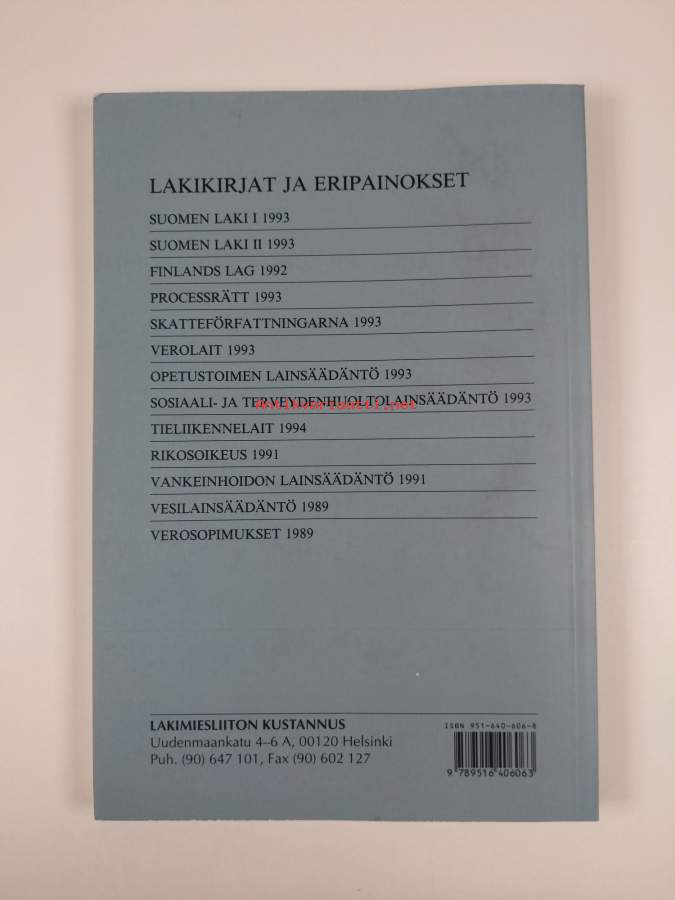 LAKIKIRJAT JA ERIPAINOKSET
SUOMEN LAKI I 1993
SUOMEN LAKI II 1993
FINLANDS LAG 1992
PROCESSRÄTT 1993
SKATTEFÖRFATTNINGARNA 1993
VEROLAIT 1993
OPETUSTOIMEN LAINSÄÄDÄNTÖ 1993
SOSIAALI- JA TERVEYDENHUOLTOLAINSÄÄDÄNTÖ 1993
TIELIIKENNELAIT 1994
RIKOSOIKEUS 1991
VANKEINHOIDON LAINSÄÄDÄNTÖ 1991
VESILAINSÄÄDÄNTÖ 1989
VEROSOPIMUKSET 1989
LAKIMIESLIITON KUSTANNUS
Uudenmaankatu 4–6 A, 00120 Helsinki
Puh. (90) 647 101, Fax (90) 602 127
ISBN 951-640-606-8
9 789516 406063